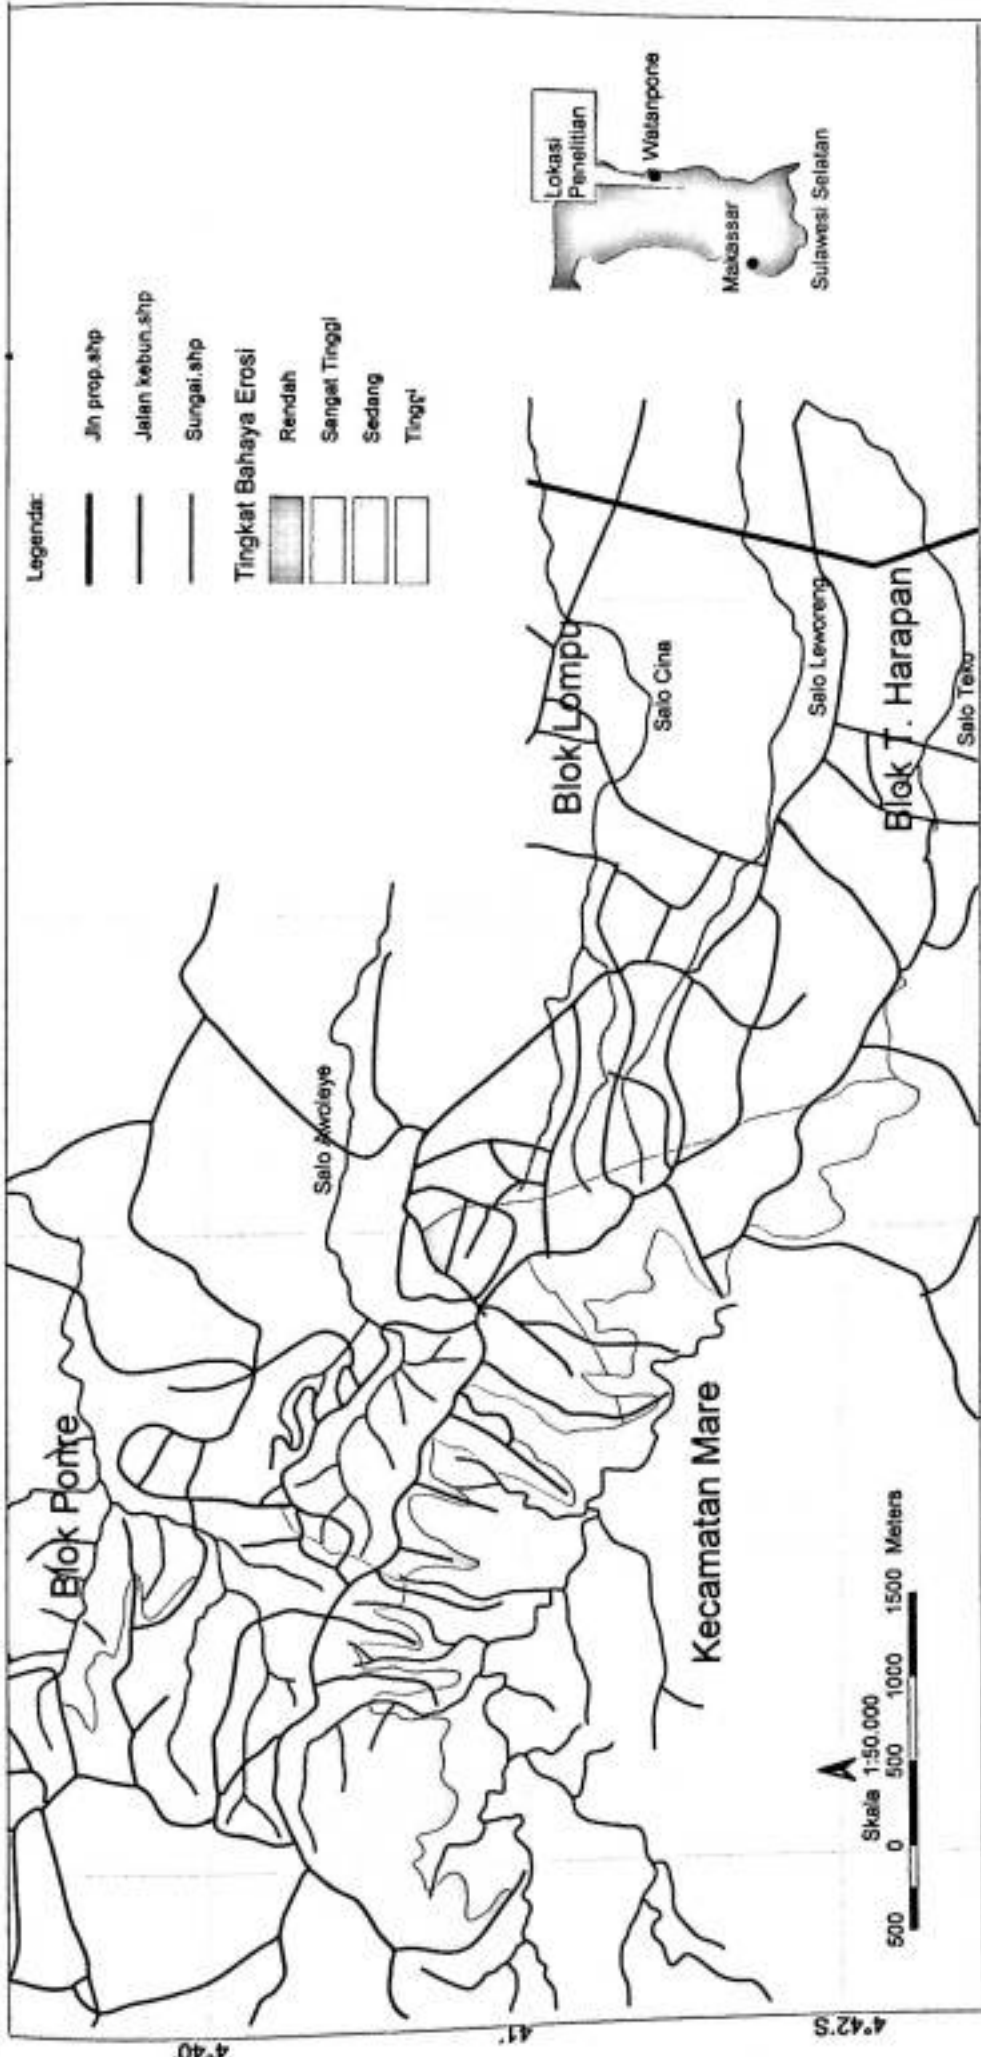 Legenda:
Jln prop.shp
Jalan kebun.shp
Sungai.shp
Tingkat Bahaya Erosi
Rendah
Sangat Tinggi
Sedang
Tinggi
Lokasi
Penelitian
Watanpone
Makassar
Sulawesi Selatan
Blok Ponre
Salo Awoleye
Blok Lompu
Salo Cina
Salo Leworeng
Blok T. Harapan
Salo Teko
Kecamatan Mare
Skala 1:50.000
500 0 500 1000 1500 Meters
4°40'
41'
4°42'S